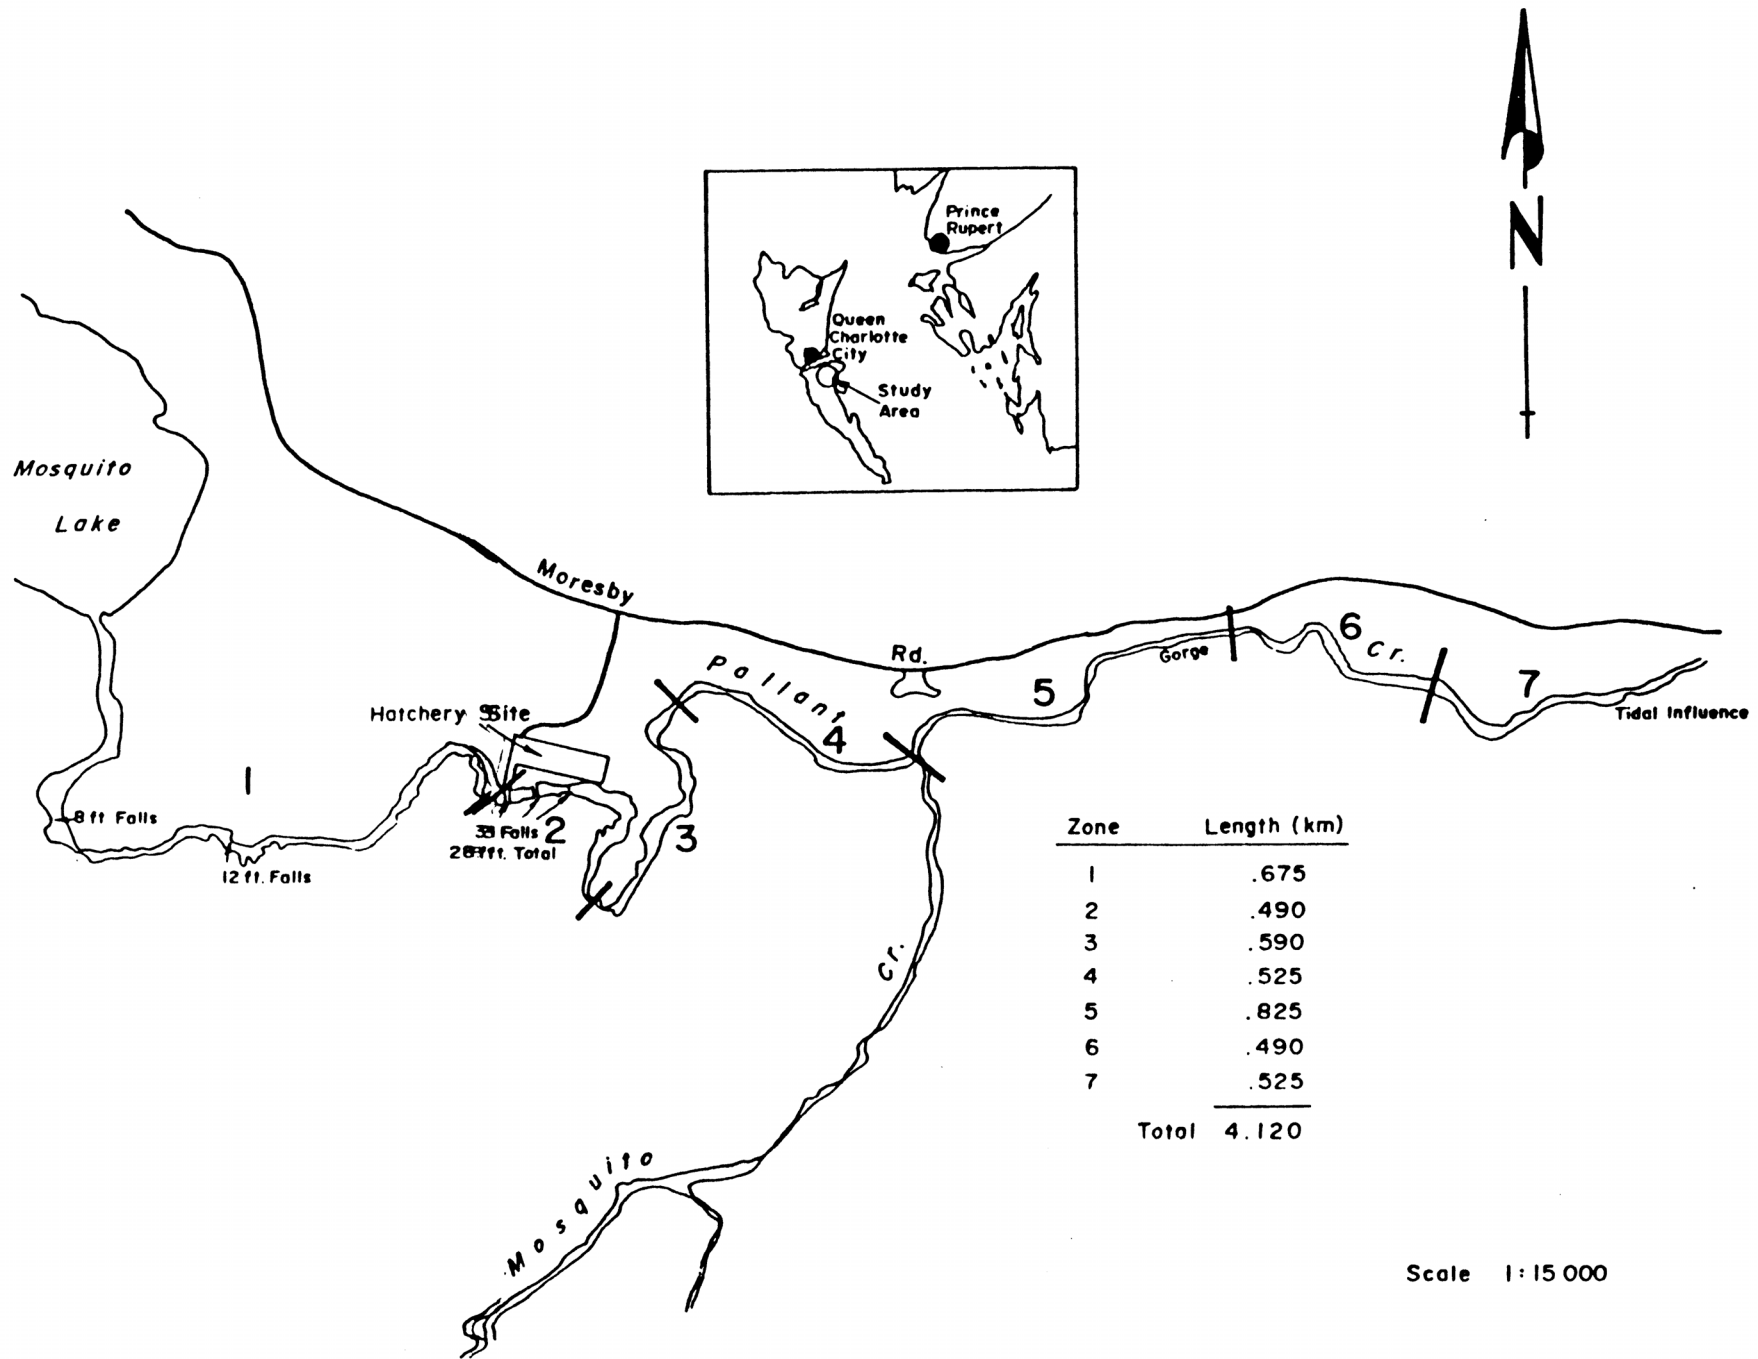 N
Prince
Rupert
Queen
Charlotte
City
Study
Area
Mosquito
Lake
Moresby
Rd.
Pallant
Cr.
Gorge
Tidal Influence
Hatchery Site
1
2
3
4
5
6
7
8 ft Falls
12 ft. Falls
3 Falls
ft. Total
Mosquito
Cr.
Zone Length (km)
1 .675
2 .490
3 .590
4 .525
5 .825
6 .490
7 .525
Total 4.120
Scale 1:15 000